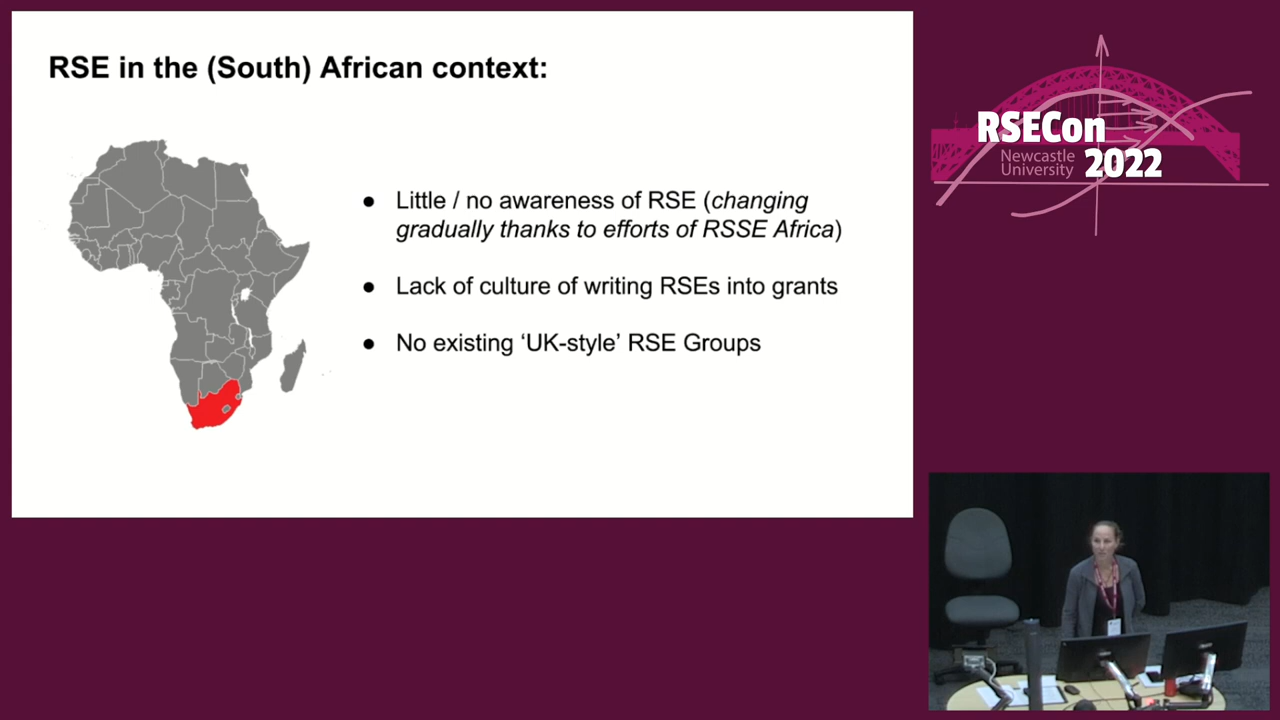 RSE in the (South) African context:
● Little / no awareness of RSE (changing
gradually thanks to efforts of RSSE Africa)
● Lack of culture of writing RSEs into grants
● No existing ‘UK-style’ RSE Groups
RSECon
Newcastle
University
2022